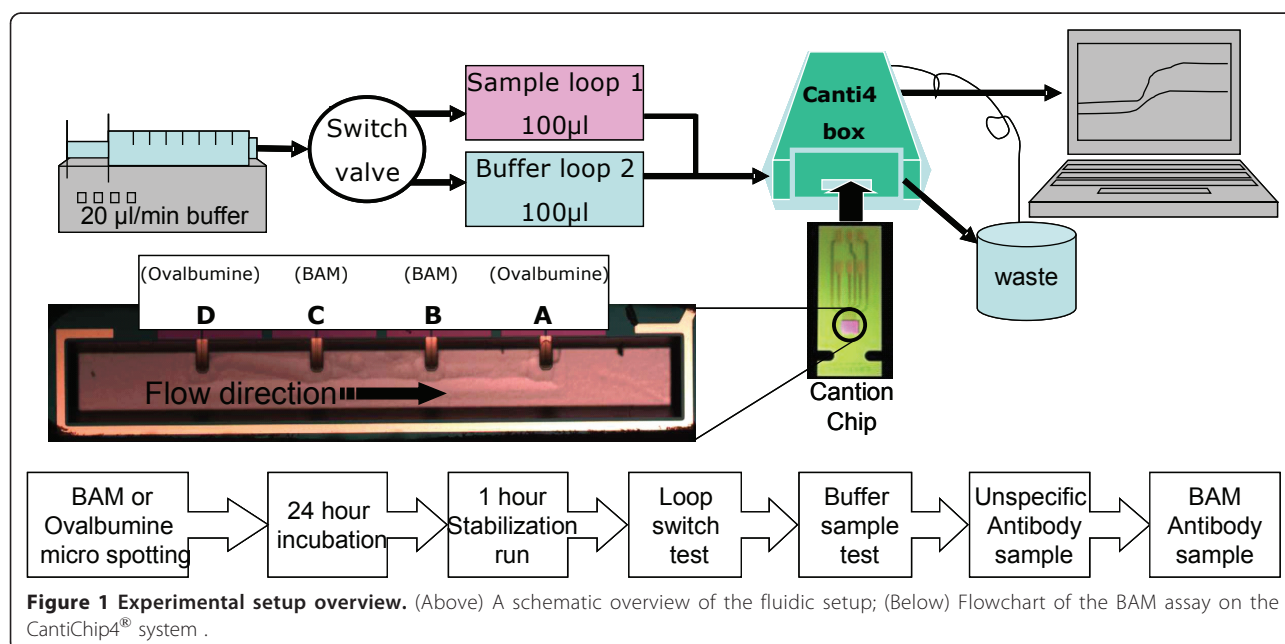 Sample loop 1
100µl
Switch
valve
Buffer loop 2
100µl
20 µl/min buffer
Canti4
box
waste
(Ovalbumine) (BAM) (BAM) (Ovalbumine)
D C B A
Flow direction
Cantion
Chip
BAM or
Ovalbumine
micro spotting
24 hour
incubation
1 hour
Stabilization
run
Loop
switch
test
Buffer
sample
test
Unspecific
Antibody
sample
BAM
Antibody
sample
Figure 1 Experimental setup overview. (Above) A schematic overview of the fluidic setup; (Below) Flowchart of the BAM assay on the
CantiChip4® system .